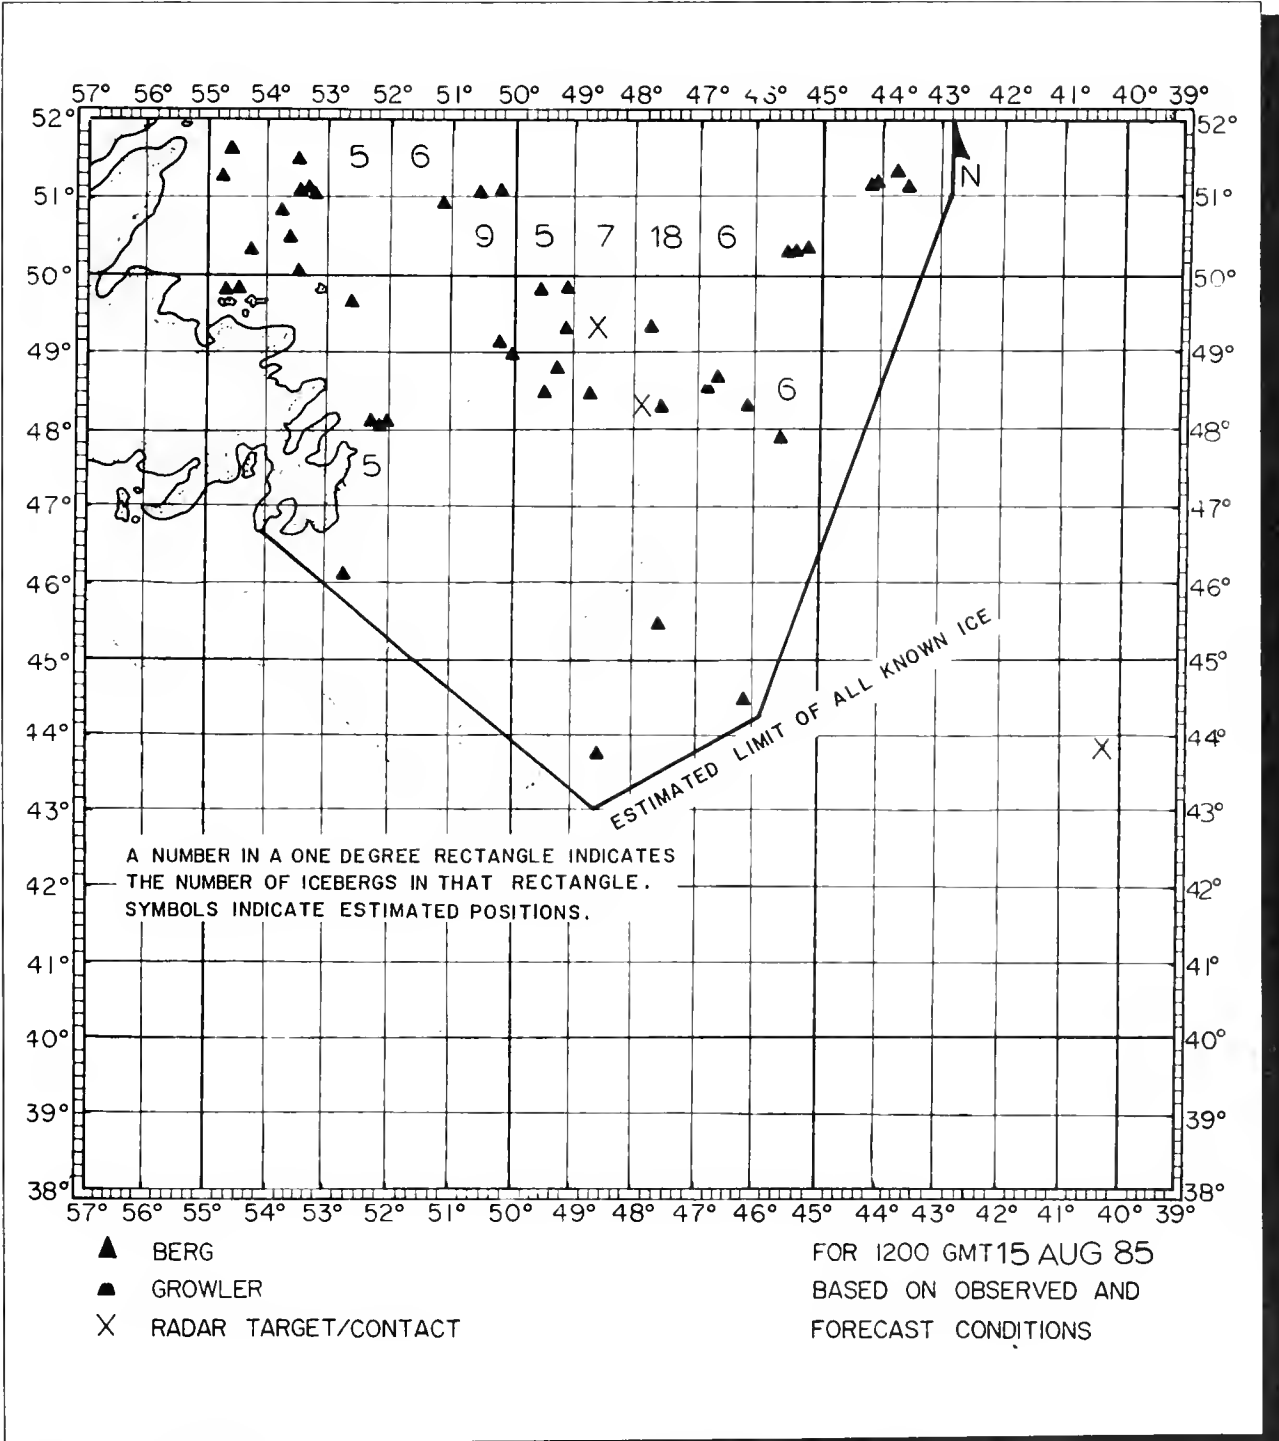 57° 56° 55° 54° 53° 52° 51° 50° 49° 48° 47° 46° 45° 44° 43° 42° 41° 40° 39°
52° 52°
5 6
N
51° 51°
9 5 7 18 6
50° 50°
49° 49°
6
48° 48°
5
47° 47°
46° 46°
45° 45°
44° 44°
43° 43°
ESTIMATED LIMIT OF ALL KNOWN ICE
A NUMBER IN A ONE DEGREE RECTANGLE INDICATES
42° THE NUMBER OF ICEBERGS IN THAT RECTANGLE. 42°
SYMBOLS INDICATE ESTIMATED POSITIONS.
41° 41°
40° 40°
39° 39°
38° 38°
57° 56° 55° 54° 53° 52° 51° 50° 49° 48° 47° 46° 45° 44° 43° 42° 41° 40° 39°
BERG
GROWLER
RADAR TARGET/CONTACT
FOR 1200 GMT 15 AUG 85
BASED ON OBSERVED AND
FORECAST CONDITIONS